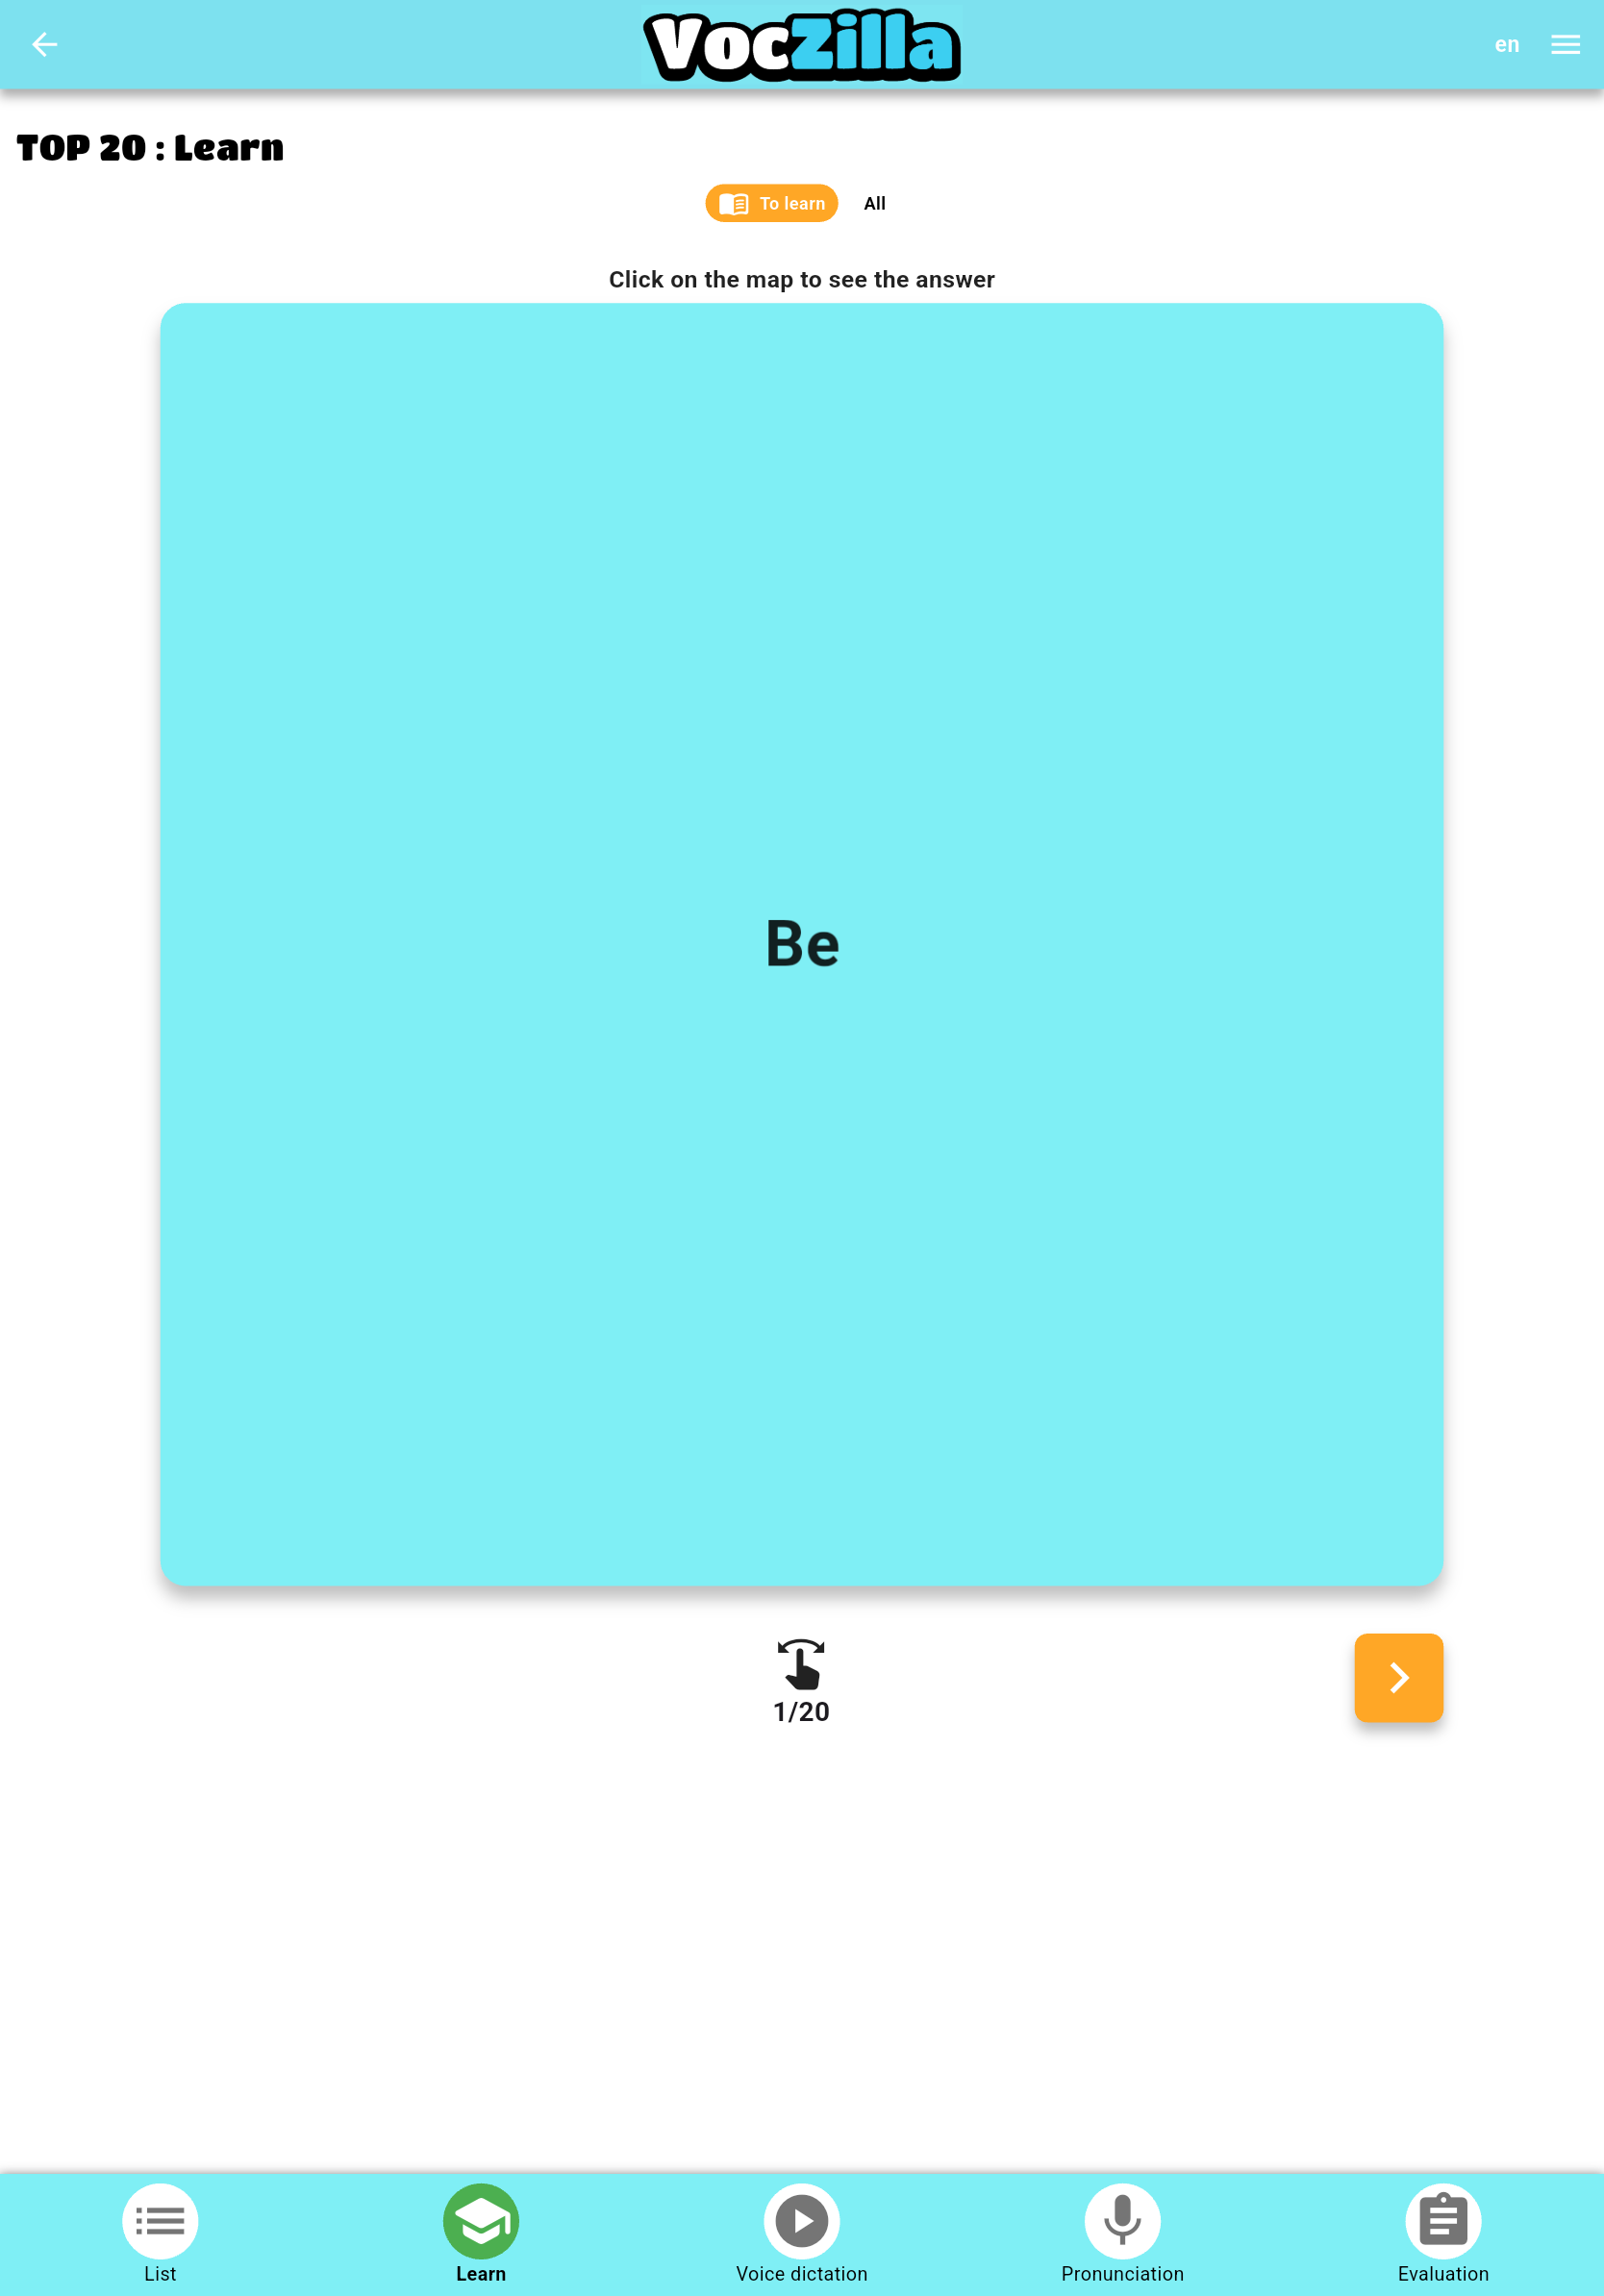 VocZilla
en
TOP 20 : Learn
To learn
All
Click on the map to see the answer
Be
1/20
List
Learn
Voice dictation
Pronunciation
Evaluation